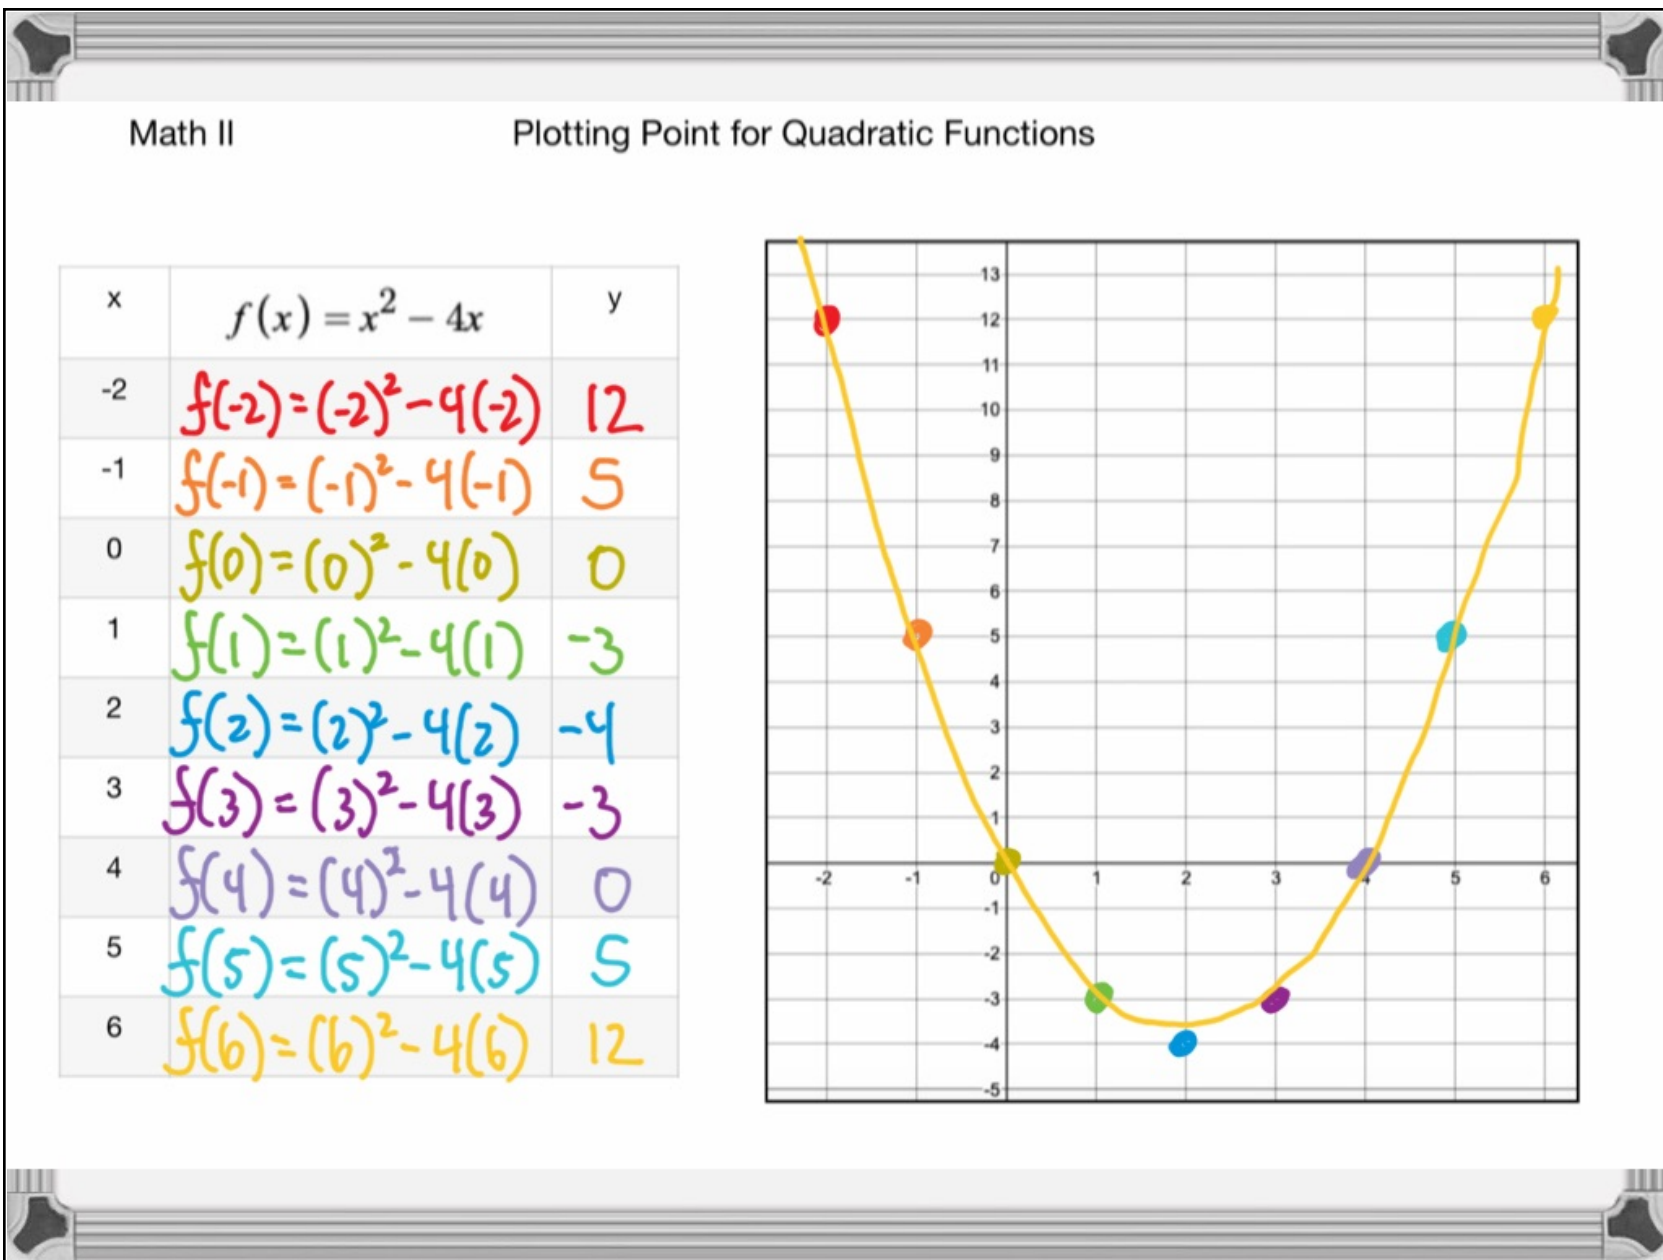 Math II Plotting Point for Quadratic Functions
x f(x) = x² − 4x y
-2 f(-2) = (-2)² - 4(-2) 12
-1 f(-1) = (-1)² - 4(-1) 5
0 f(0) = (0)² - 4(0) 0
1 f(1) = (1)² - 4(1) -3
2 f(2) = (2)² - 4(2) -4
3 f(3) = (3)² - 4(3) -3
4 f(4) = (4)² - 4(4) 0
5 f(5) = (5)² - 4(5) 5
6 f(6) = (6)² - 4(6) 12
13
12
11
10
9
8
7
6
5
4
3
2
1
-2 -1 0 1 2 3 4 5 6
-1
-2
-3
-4
-5